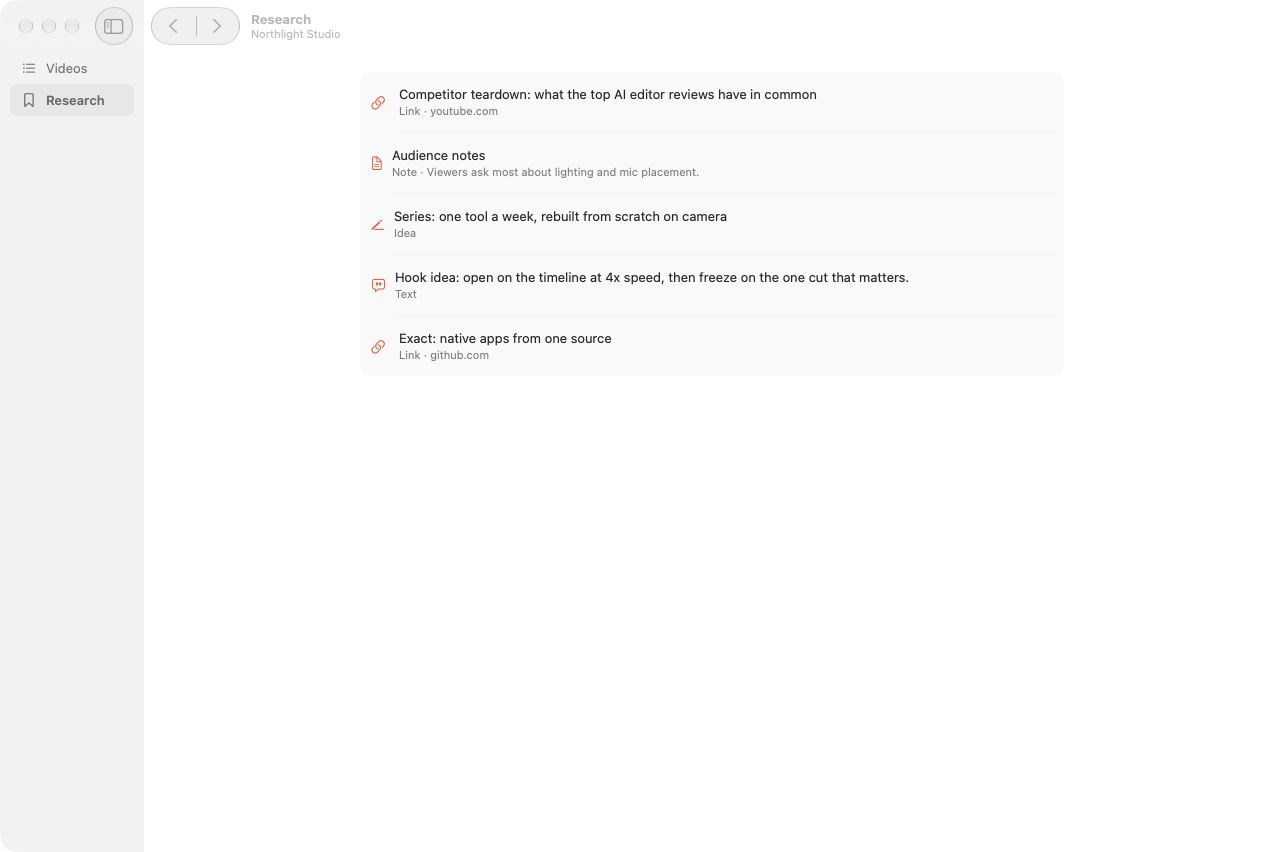 Research
Northlight Studio
Videos
Research
Competitor teardown: what the top AI editor reviews have in common
Link · youtube.com
Audience notes
Note · Viewers ask most about lighting and mic placement.
Series: one tool a week, rebuilt from scratch on camera
Idea
Hook idea: open on the timeline at 4x speed, then freeze on the one cut that matters.
Text
Exact: native apps from one source
Link · github.com